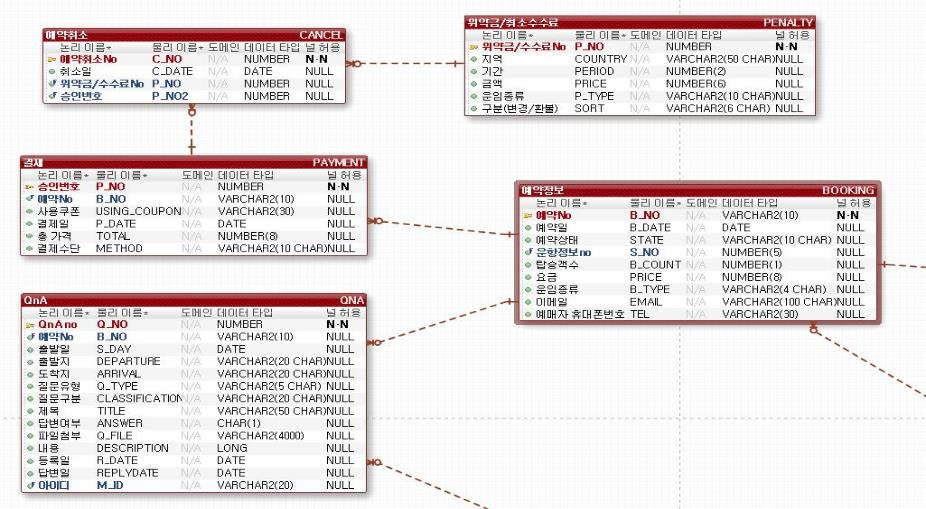 예약취소 CANCEL
논리 이름* 물리 이름* 도메인 데이터 타입 널 허용
예약취소No C_NO N/A NUMBER N-N
취소일 C_DATE N/A DATE NULL
위약금/수수료No P_NO N/A NUMBER NULL
승인번호 P_NO2 N/A NUMBER NULL
위약금/취소수수료 PENALTY
논리 이름* 물리 이름* 도메인 데이터 타입 널 허용
위약금/수수료No P_NO N/A NUMBER N-N
지역 COUNTRY N/A VARCHAR2(50 CHAR) NULL
기간 PERIOD N/A NUMBER(2) NULL
금액 PRICE N/A NUMBER(6) NULL
운임종류 P_TYPE N/A VARCHAR2(10 CHAR) NULL
구분(변경/환불) SORT N/A VARCHAR2(6 CHAR) NULL
결제 PAYMENT
논리 이름* 물리 이름* 도메인 데이터 타입 널 허용
승인번호 P_NO N/A NUMBER N-N
예약No B_NO N/A VARCHAR2(10) NULL
사용쿠폰 USING_COUPON N/A VARCHAR2(30) NULL
결제일 P_DATE N/A DATE NULL
총 가격 TOTAL N/A NUMBER(8) NULL
결제수단 METHOD N/A VARCHAR2(10 CHAR) NULL
예약정보 BOOKING
논리 이름* 물리 이름* 도메인 데이터 타입 널 허용
예약No B_NO N/A VARCHAR2(10) N-N
예약일 B_DATE N/A DATE NULL
예약상태 STATE N/A VARCHAR2(10 CHAR) NULL
운항정보no S_NO N/A NUMBER(5) NULL
탑승객수 B_COUNT N/A NUMBER(1) NULL
요금 PRICE N/A NUMBER(8) NULL
운임종류 B_TYPE N/A VARCHAR2(4 CHAR) NULL
이메일 EMAIL N/A VARCHAR2(100 CHAR) NULL
예매자 휴대폰번호 TEL N/A VARCHAR2(30) NULL
QnA QNA
논리 이름* 물리 이름* 도메인 데이터 타입 널 허용
QnA no Q_NO N/A NUMBER N-N
예약No B_NO N/A VARCHAR2(10) NULL
출발일 S_DAY N/A DATE NULL
출발지 DEPARTURE N/A VARCHAR2(20 CHAR) NULL
도착지 ARRIVAL N/A VARCHAR2(20 CHAR) NULL
질문유형 Q_TYPE N/A VARCHAR2(5 CHAR) NULL
질문구분 CLASSIFICATION N/A VARCHAR2(20 CHAR) NULL
제목 TITLE N/A VARCHAR2(50 CHAR) NULL
답변여부 ANSWER N/A CHAR(1) NULL
파일첨부 Q_FILE N/A VARCHAR2(4000) NULL
내용 DESCRIPTION N/A LONG NULL
등록일 R_DATE N/A DATE NULL
답변일 REPLYDATE N/A DATE NULL
아이디 M_ID N/A VARCHAR2(20) NULL